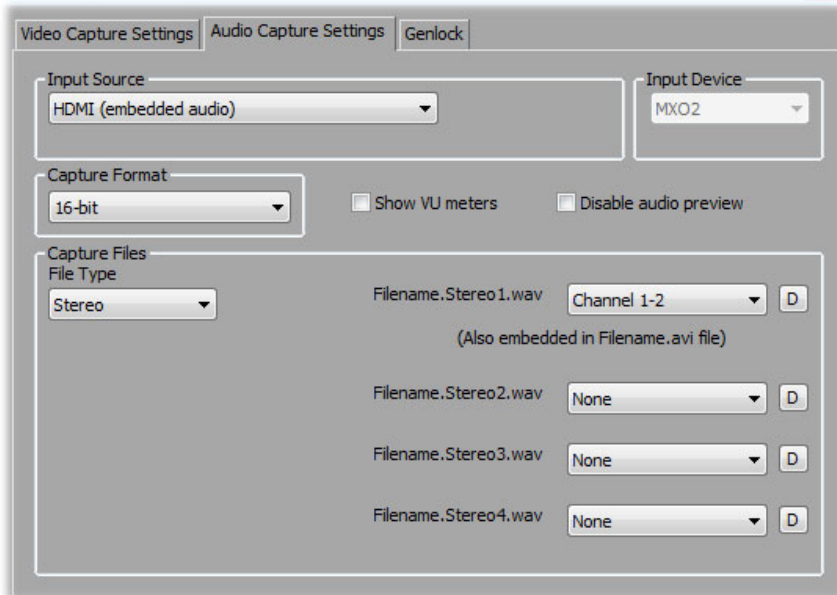 Video Capture Settings
Audio Capture Settings
Genlock
Input Source
HDMI (embedded audio)
Input Device
MXO2
Capture Format
16-bit
Show VU meters
Disable audio preview
Capture Files
File Type
Stereo
Filename.Stereo1.wav
Channel 1-2
D
(Also embedded in Filename.avi file)
Filename.Stereo2.wav
None
D
Filename.Stereo3.wav
None
D
Filename.Stereo4.wav
None
D